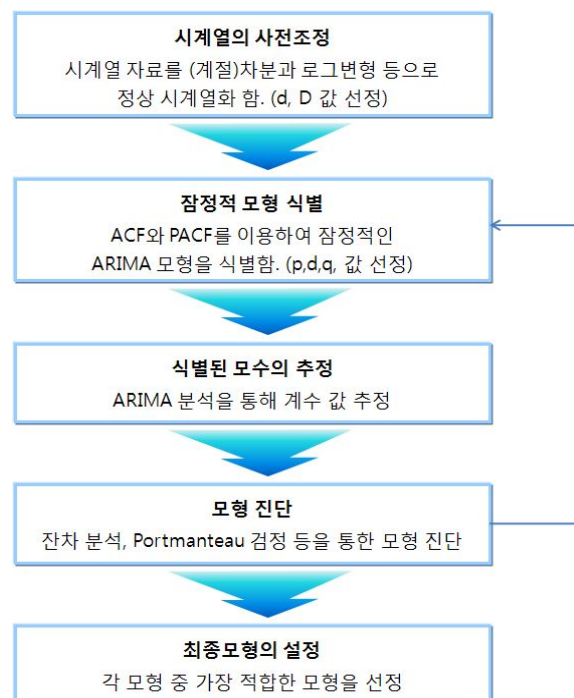 시계열의 사전조정
시계열 자료를 (계절)차분과 로그변형 등으로
정상 시계열화 함. (d, D 값 선정)
잠정적 모형 식별
ACF와 PACF를 이용하여 잠정적인
ARIMA 모형을 식별함. (p,d,q, 값 선정)
식별된 모수의 추정
ARIMA 분석을 통해 계수 값 추정
모형 진단
잔차 분석, Portmanteau 검정 등을 통한 모형 진단
최종모형의 설정
각 모형 중 가장 적합한 모형을 선정